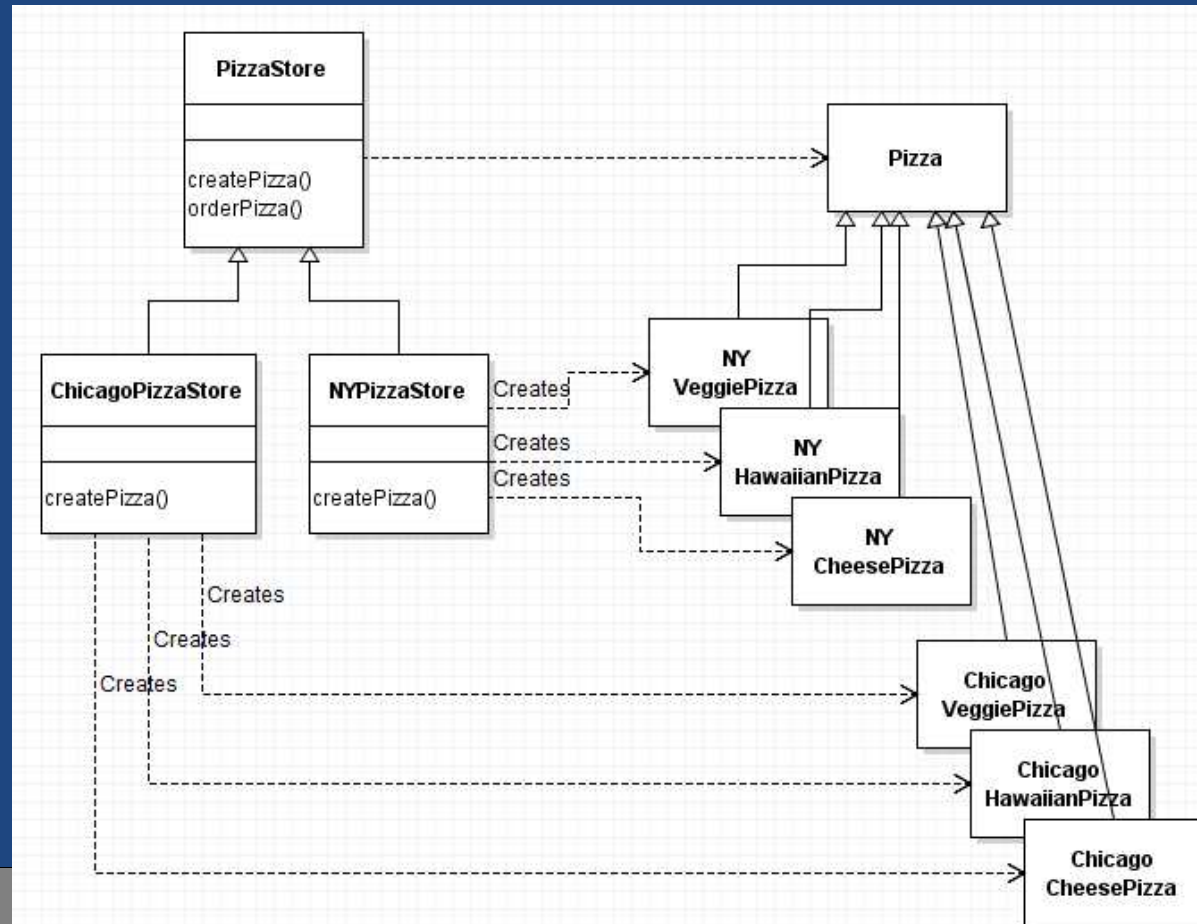 PizzaStore
createPizza()
orderPizza()
Pizza
ChicagoPizzaStore
createPizza()
NYPizzaStore
createPizza()
Creates
Creates
Creates
NY
VeggiePizza
NY
HawaiianPizza
NY
CheesePizza
Creates
Creates
Creates
Chicago
VeggiePizza
Chicago
HawaiianPizza
Chicago
CheesePizza